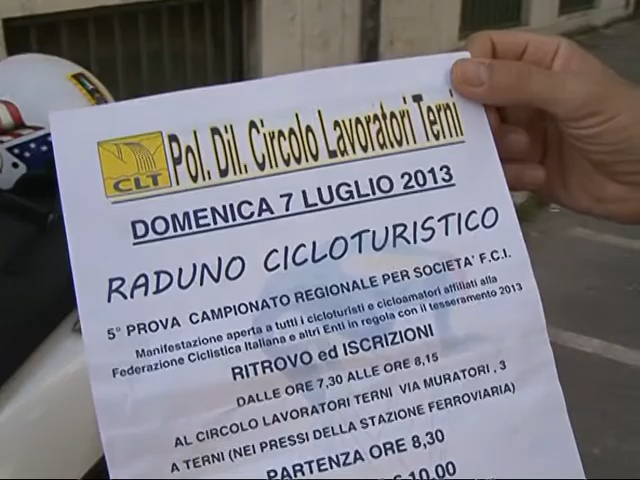 CLT
Pol. Dil. Circolo Lavoratori Terni
DOMENICA 7 LUGLIO 2013
RADUNO CICLOTURISTICO
5° PROVA CAMPIONATO REGIONALE PER SOCIETA' F.C.I.
Manifestazione aperta a tutti i cicloturisti e cicloamatori affiliati alla
Federazione Ciclistica Italiana e altri Enti in regola con il tesseramento 2013
RITROVO ed ISCRIZIONI
DALLE ORE 7,30 ALLE ORE 8,15
AL CIRCOLO LAVORATORI TERNI VIA MURATORI , 3
A TERNI (NEI PRESSI DELLA STAZIONE FERROVIARIA)
PARTENZA ORE 8,30
10,00